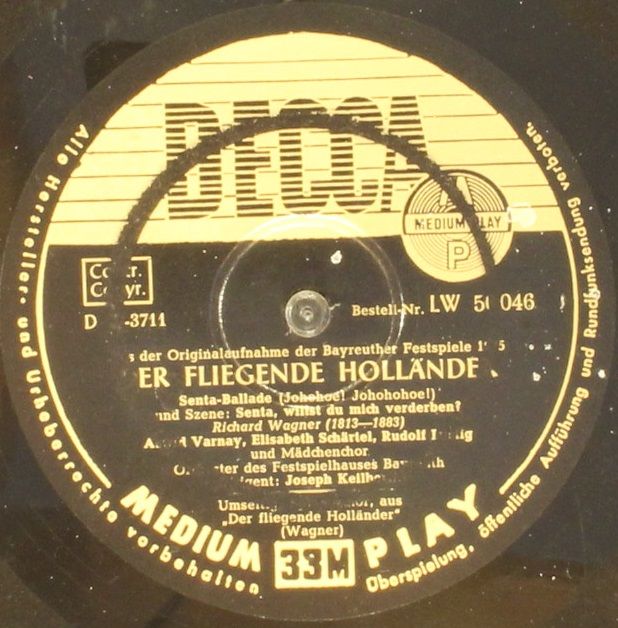 DECCA
MEDIUM PLAY
P
Bestell-Nr. LW 50046
-3711
der Originalaufnahme der Bayreuther Festspiele
ER FLIEGENDE HOLLÄNDE
Senta-Ballade (Johohoe! Johohohoe!)
und Szene: Senta, willst du mich verderben?
Richard Wagner (1813—1883)
Varnay, Elisabeth Schärtel, Rudolf
und Mädchenchor
des Festspielhauses
Joseph Keilbe
aus
„Der fliegende Holländer“
(Wagner)
MEDIUM 33M PLAY
Alle Hersteller- und Urheberrechte vorbehalten
Überspielung, öffentliche Aufführung und Rundfunksendung verboten.